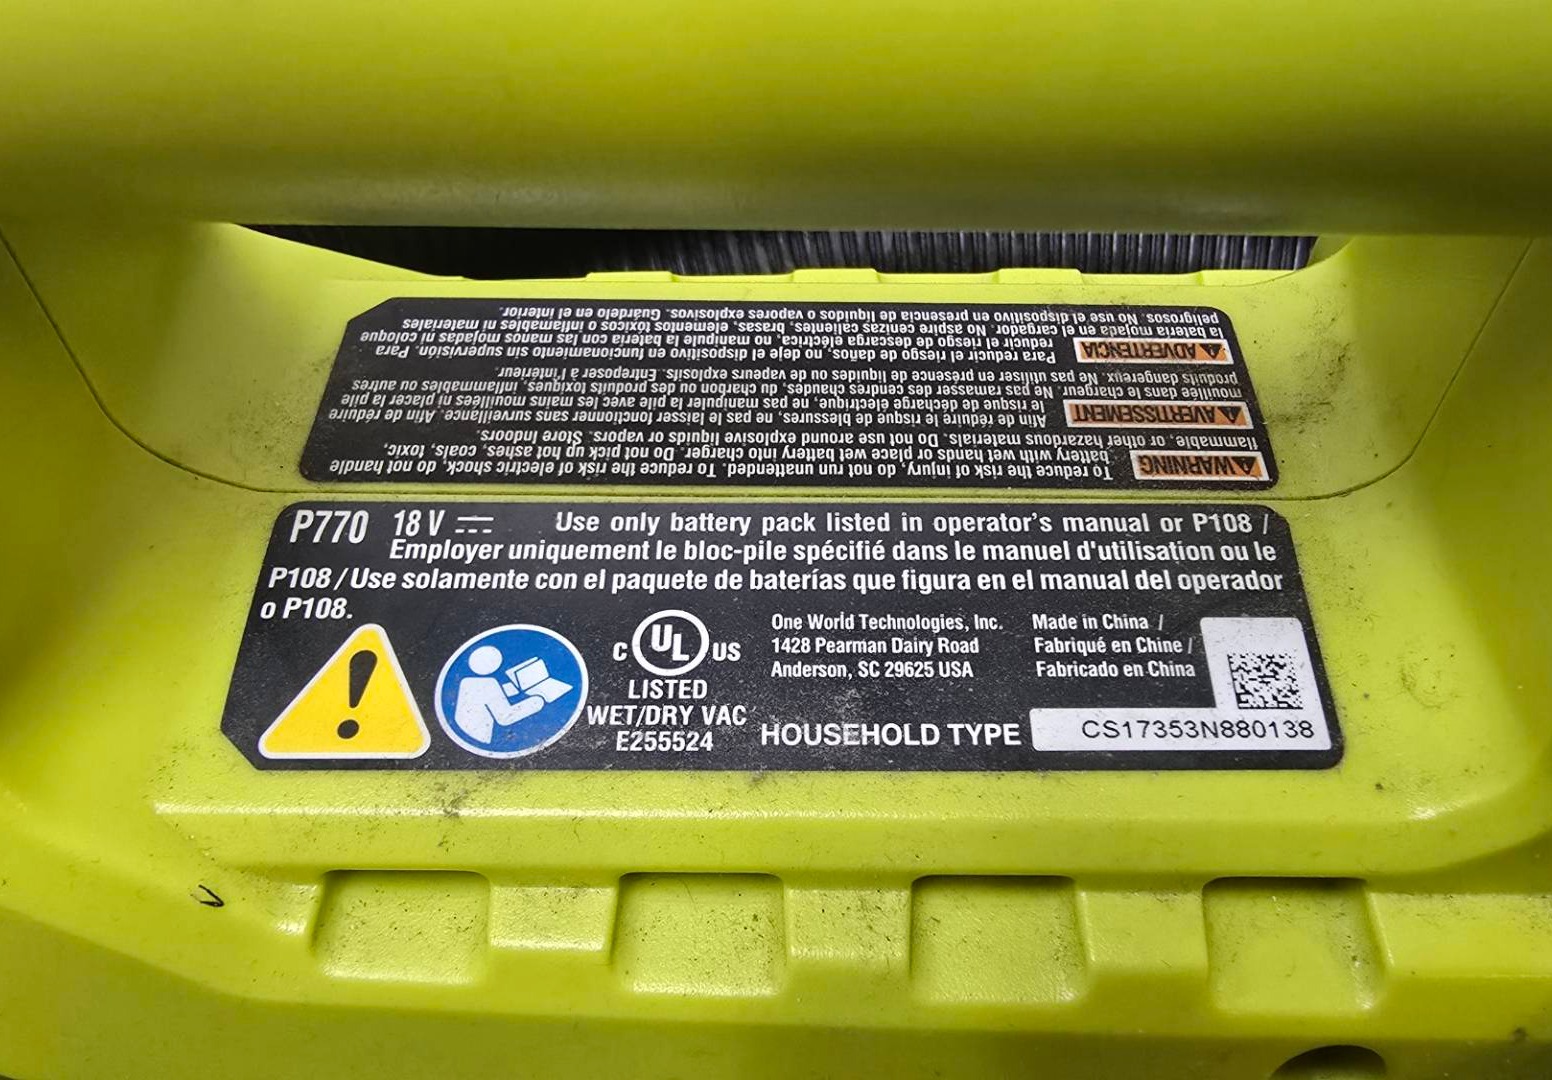 WARNING To reduce the risk of injury, do not run unattended. To reduce the risk of electric shock, do not handle
battery with wet hands or place wet battery into charger. Do not pick up hot ashes, coals, toxic,
flammable, or other hazardous materials. Do not use around explosive liquids or vapors. Store Indoors.
AVERTISSEMENT Afin de réduire le risque de blessures, ne pas le laisser fonctionner sans surveillance. Afin de réduire
le risque de décharge électrique, ne pas manipuler la pile avec les mains mouillées ni placer la pile
mouillée dans le chargeur. Ne pas ramasser des cendres chaudes, du charbon ou des produits toxiques, inflammables ou autres
produits dangereux. Ne pas utiliser en présence de liquides ou de vapeurs explosifs. Entreposer à l'intérieur.
ADVERTENCIA Para reducir el riesgo de daños, no deje el dispositivo en funcionamiento sin supervisión. Para
reducir el riesgo de descarga eléctrica, no manipule la batería con las manos mojadas ni coloque
la batería mojada en el cargador. No aspire cenizas calientes, brasas, elementos tóxicos o inflamables ni materiales
peligrosos. No use el dispositivo en presencia de líquidos o vapores explosivos. Guárdelo en el interior.
P770 18 V ⎓ Use only battery pack listed in operator's manual or P108 /
Employer uniquement le bloc-pile spécifié dans le manuel d'utilisation ou le
P108 / Use solamente con el paquete de baterías que figura en el manual del operador
o P108.
C UL US
LISTED
WET/DRY VAC
E255524
One World Technologies, Inc.
1428 Pearman Dairy Road
Anderson, SC 29625 USA
HOUSEHOLD TYPE
Made in China /
Fabriqué en Chine /
Fabricado en China
CS17353N880138